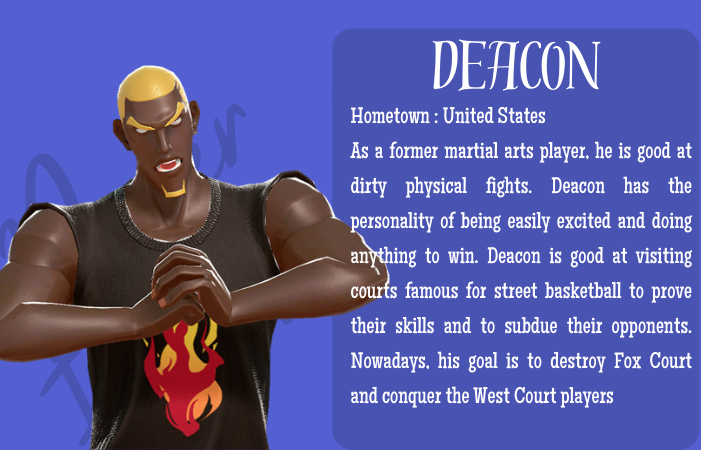 DEACON
Hometown : United States
As a former martial arts player, he is good at
dirty physical fights. Deacon has the
personality of being easily excited and doing
anything to win. Deacon is good at visiting
courts famous for street basketball to prove
their skills and to subdue their opponents.
Nowadays, his goal is to destroy Fox Court
and conquer the West Court players